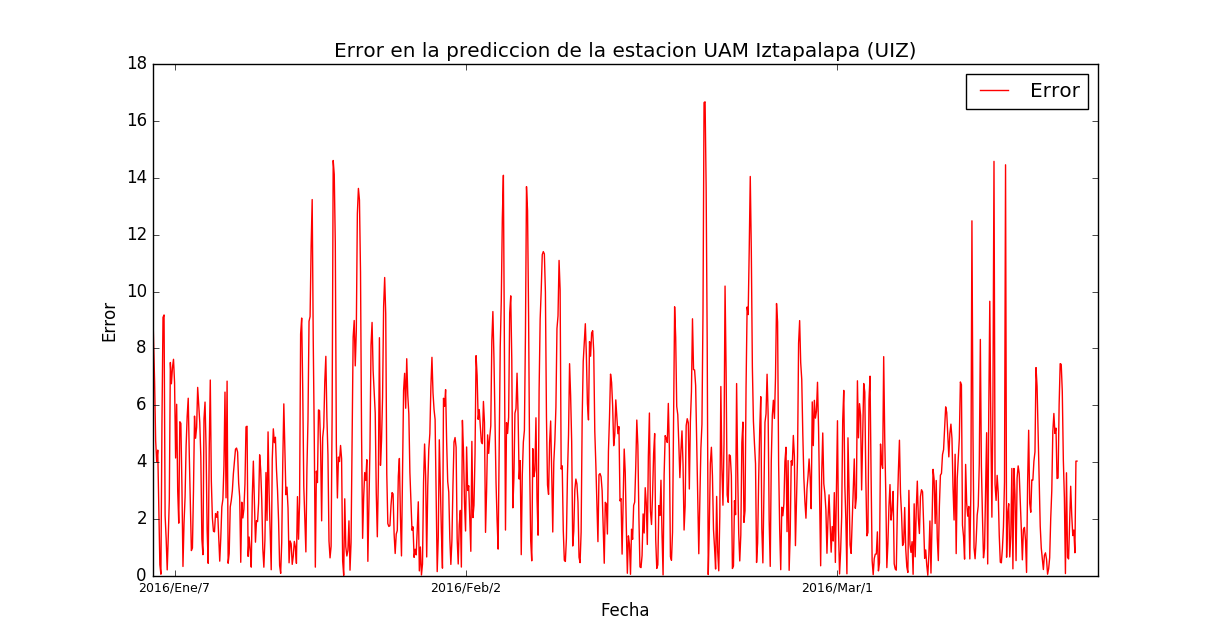 Error en la prediccion de la estacion UAM Iztapalapa (UIZ)
18
16
14
12
10
8
6
4
2
0
Error
Error
2016/Ene/7
2016/Feb/2
2016/Mar/1
Fecha